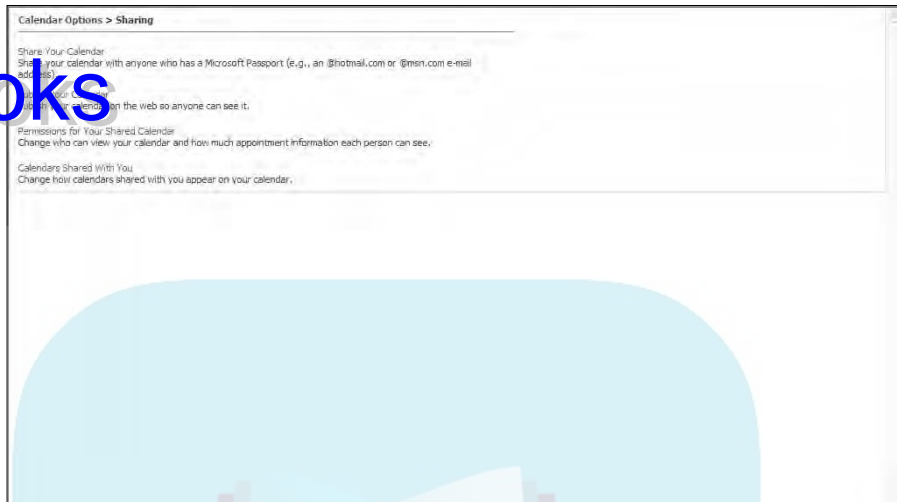 Calendar Options > Sharing
Share Your Calendar
Share your calendar with anyone who has a Microsoft Passport (e.g., an @hotmail.com or @msn.com e-mail
address)
oks
Your Calendar
your calendar on the web so anyone can see it.
Permissions for Your Shared Calendar
Change who can view your calendar and how much appointment information each person can see.
Calendars Shared With You
Change how calendars shared with you appear on your calendar.